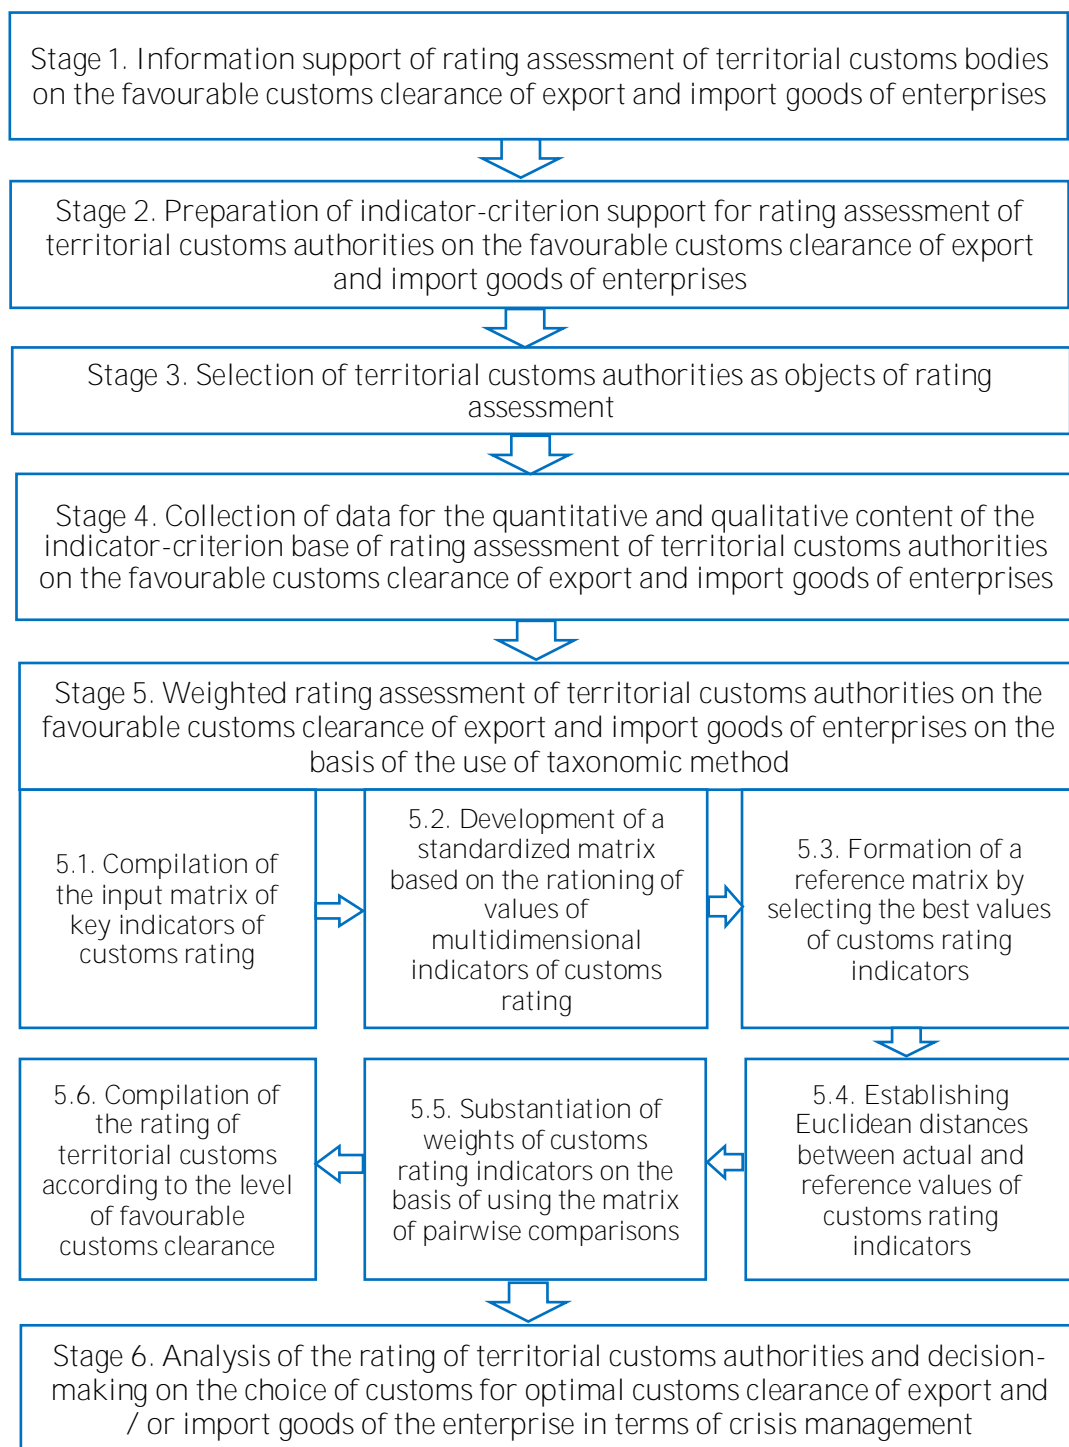 Stage 1. Information support of rating assessment of territorial customs bodies
on the favourable customs clearance of export and import goods of enterprises
Stage 2. Preparation of indicator-criterion support for rating assessment of
territorial customs authorities on the favourable customs clearance of export
and import goods of enterprises
Stage 3. Selection of territorial customs authorities as objects of rating
assessment
Stage 4. Collection of data for the quantitative and qualitative content of the
indicator-criterion base of rating assessment of territorial customs authorities
on the favourable customs clearance of export and import goods of enterprises
Stage 5. Weighted rating assessment of territorial customs authorities on the
favourable customs clearance of export and import goods of enterprises on the
basis of the use of taxonomic method
5.1. Compilation of
the input matrix of
key indicators of
customs rating
5.2. Development of a
standardized matrix
based on the rationing of
values of
multidimensional
indicators of customs
rating
5.3. Formation of a
reference matrix by
selecting the best values
of customs rating
indicators
5.4. Establishing
Euclidean distances
between actual and
reference values of
customs rating
indicators
5.5. Substantiation of
weights of customs
rating indicators on the
basis of using the matrix
of pairwise comparisons
5.6. Compilation of
the rating of
territorial customs
according to the level
of favourable
customs clearance
Stage 6. Analysis of the rating of territorial customs authorities and decision-
making on the choice of customs for optimal customs clearance of export and
/ or import goods of the enterprise in terms of crisis management